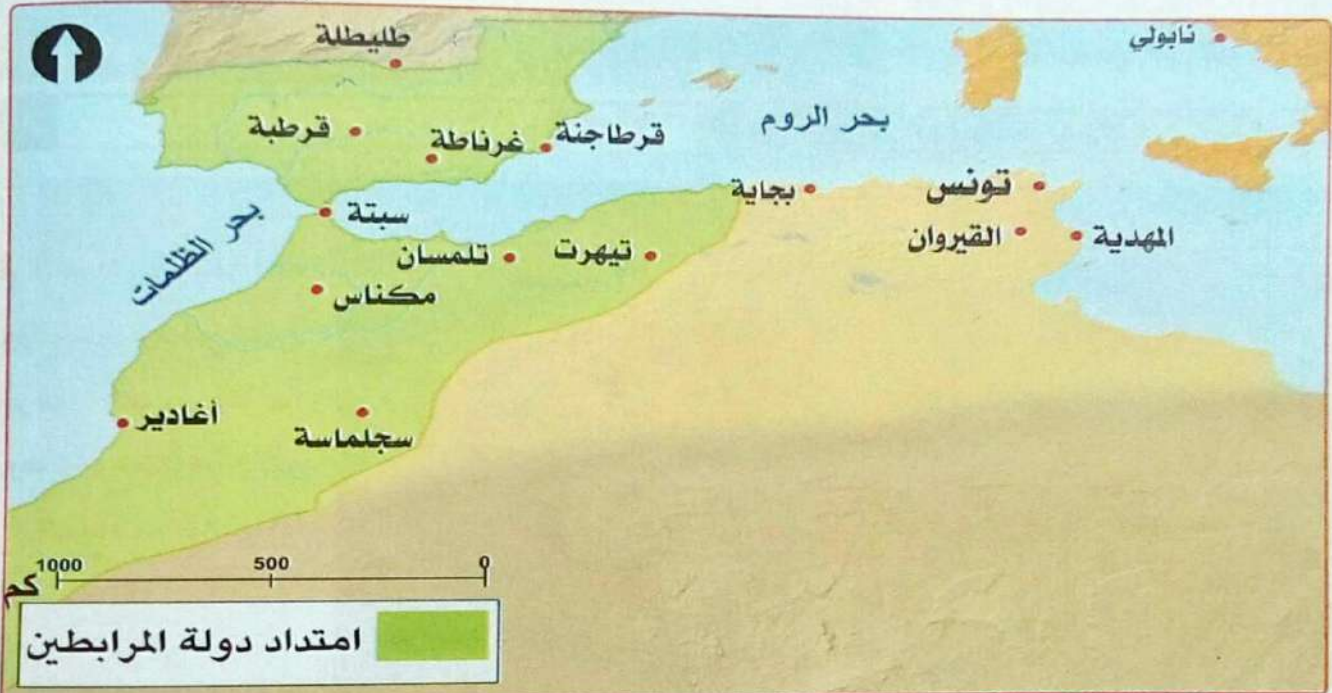 طليطلة
نابولي
قرطبة
غرناطة
قرطاجنة
بحر الروم
سبتة
بحر الظلمات
بجاية
تونس
القيروان
المهدية
تلمسان
تيهرت
مكناس
أغادير
سجلماسة
1000 500 0
كم
امتداد دولة المرابطين